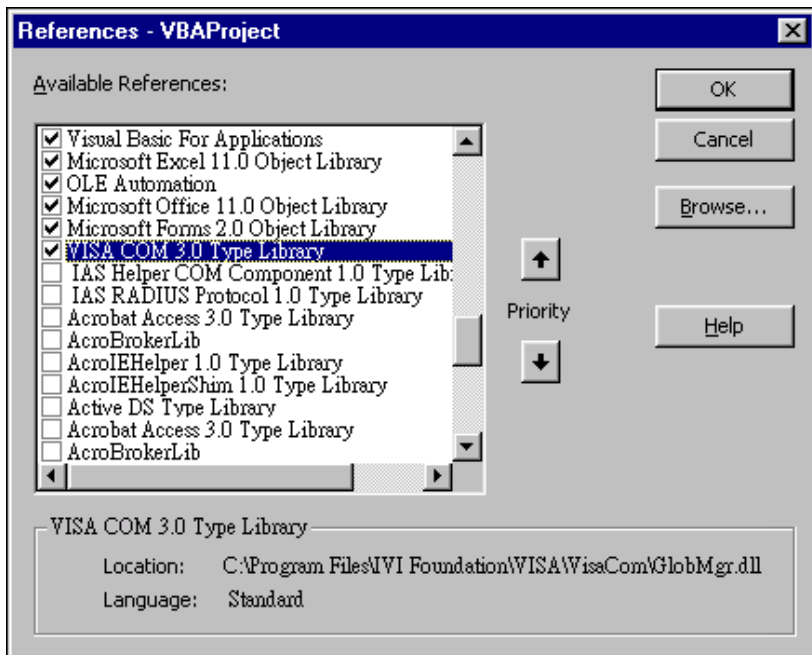 References - VBAProject
Available References:
Visual Basic For Applications
Microsoft Excel 11.0 Object Library
OLE Automation
Microsoft Office 11.0 Object Library
Microsoft Forms 2.0 Object Library
VISA COM 3.0 Type Library
IAS Helper COM Component 1.0 Type Lib
IAS RADIUS Protocol 1.0 Type Library
Acrobat Access 3.0 Type Library
AcroBrokerLib
AcroIEHelper 1.0 Type Library
AcroIEHelperShim 1.0 Type Library
Active DS Type Library
Acrobat Access 3.0 Type Library
AcroBrokerLib
Priority
OK
Cancel
Browse...
Help
VISA COM 3.0 Type Library
Location: C:\Program Files\IVI Foundation\VISA\VisaCom\GlobMgr.dll
Language: Standard